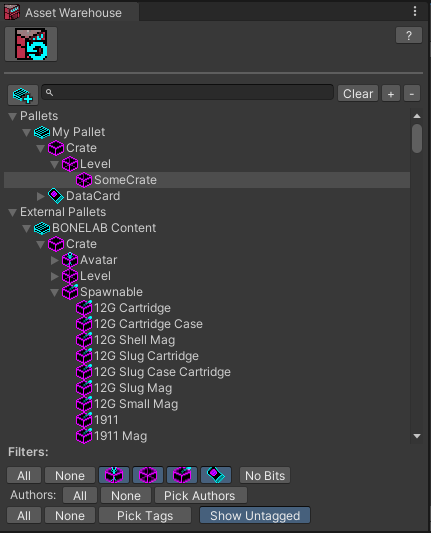 Asset Warehouse
?
Clear + -
Pallets
My Pallet
Crate
Level
SomeCrate
DataCard
External Pallets
BONELAB Content
Crate
Avatar
Level
Spawnable
12G Cartridge
12G Cartridge Case
12G Shell Mag
12G Slug Cartridge
12G Slug Case Cartridge
12G Slug Mag
12G Small Mag
1911
1911 Mag
Filters:
All None No Bits
Authors: All None Pick Authors
All None Pick Tags Show Untagged